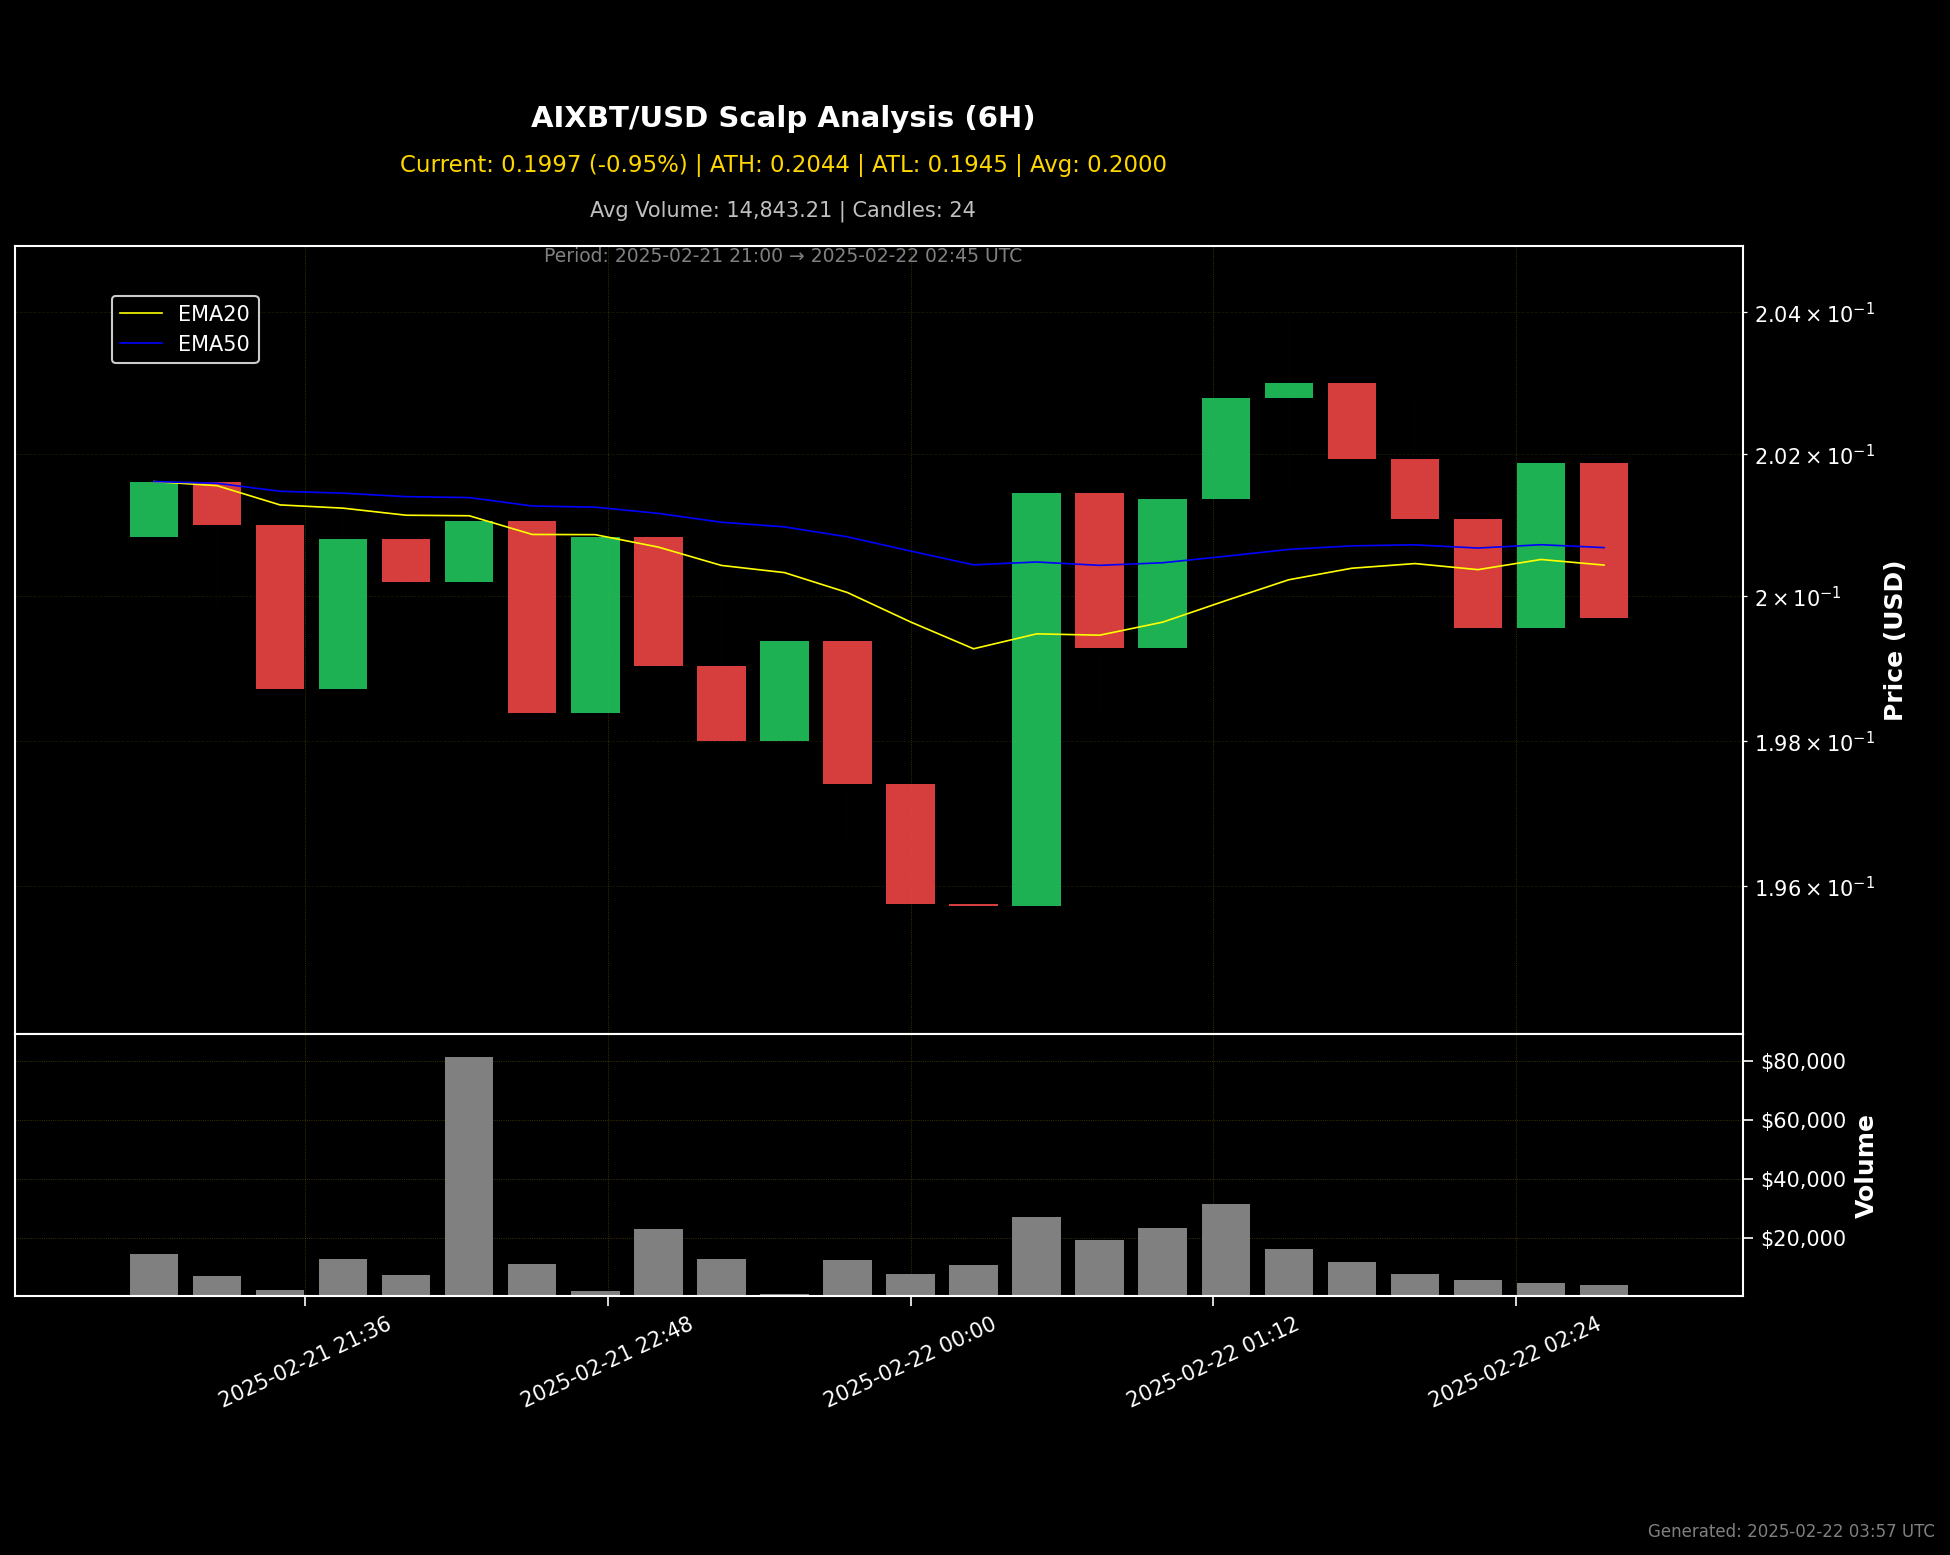 AIXBT/USD Scalp Analysis (6H)
Current: 0.1997 (-0.95%) | ATH: 0.2044 | ATL: 0.1945 | Avg: 0.2000
Avg Volume: 14,843.21 | Candles: 24
Period: 2025-02-21 21:00 → 2025-02-22 02:45 UTC
EMA20
EMA50
2.04 × 10⁻¹
2.02 × 10⁻¹
2 × 10⁻¹
1.98 × 10⁻¹
1.96 × 10⁻¹
Price (USD)
$80,000
$60,000
$40,000
$20,000
Volume
2025-02-21 21:36
2025-02-21 22:48
2025-02-22 00:00
2025-02-22 01:12
2025-02-22 02:24
Generated: 2025-02-22 03:57 UTC